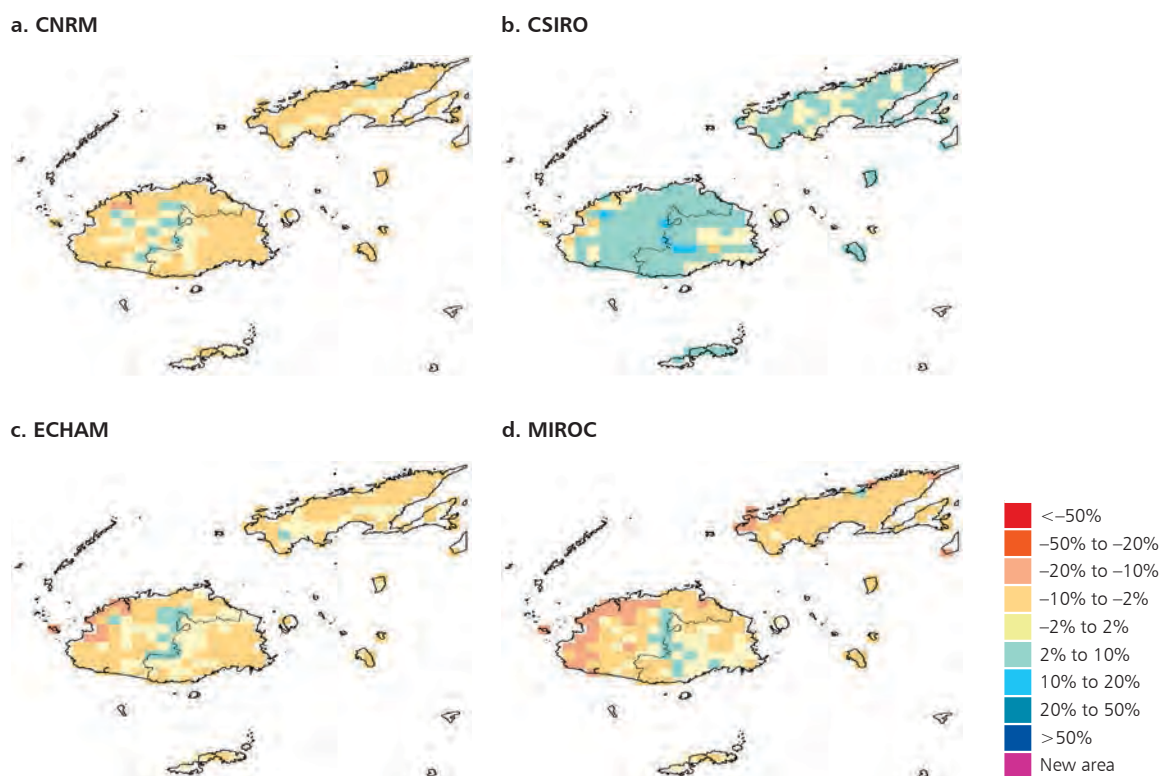 a. CNRM
b. CSIRO
c. ECHAM
d. MIROC
<–50%
–50% to –20%
–20% to –10%
–10% to –2%
–2% to 2%
2% to 10%
10% to 20%
20% to 50%
>50%
New area